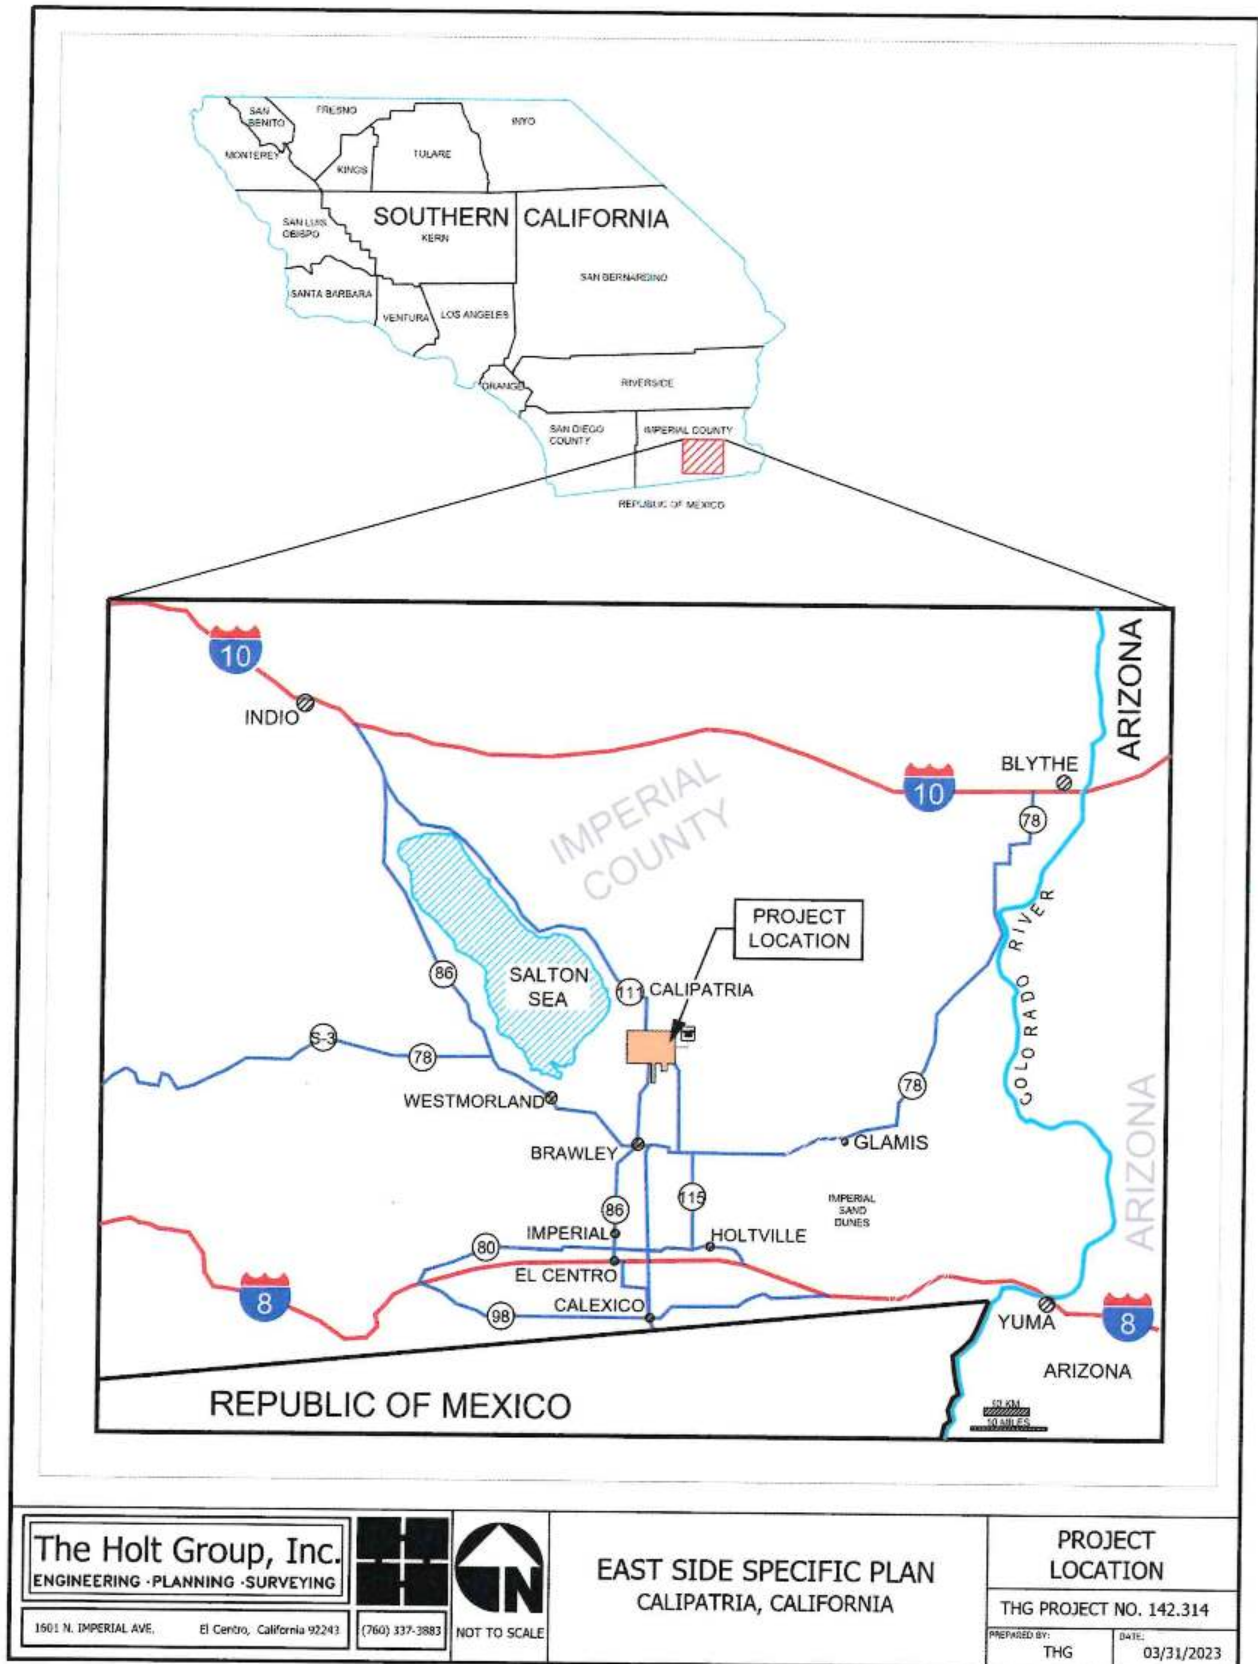 SAN
BENITO
FRESNO
INYO
MONTEREY
KINGS
TULARE
SAN LUIS
OBISPO
SOUTHERN CALIFORNIA
KERN
SAN BERNARDINO
SANTA BARBARA
VENTURA
LOS ANGELES
ORANGE
RIVERSIDE
SAN DIEGO
COUNTY
IMPERIAL COUNTY
REPUBLIC OF MEXICO
10
INDIO
ARIZONA
BLYTHE
10
78
IMPERIAL
COUNTY
PROJECT
LOCATION
COLORADO RIVER
86
SALTON
SEA
111
CALIPATRIA
S-3
78
78
WESTMORLAND
BRAWLEY
GLAMIS
ARIZONA
86
115
IMPERIAL
SAND
DUNES
IMPERIAL
HOLTVILLE
80
EL CENTRO
8
98
CALEXICO
YUMA
8
ARIZONA
REPUBLIC OF MEXICO
10 MILES
The Holt Group, Inc.
ENGINEERING · PLANNING · SURVEYING
1601 N. IMPERIAL AVE. El Centro, California 92243
(760) 337-3883
N
NOT TO SCALE
EAST SIDE SPECIFIC PLAN
CALIPATRIA, CALIFORNIA
PROJECT
LOCATION
THG PROJECT NO. 142.314
PREPARED BY:
THG
DATE:
03/31/2023